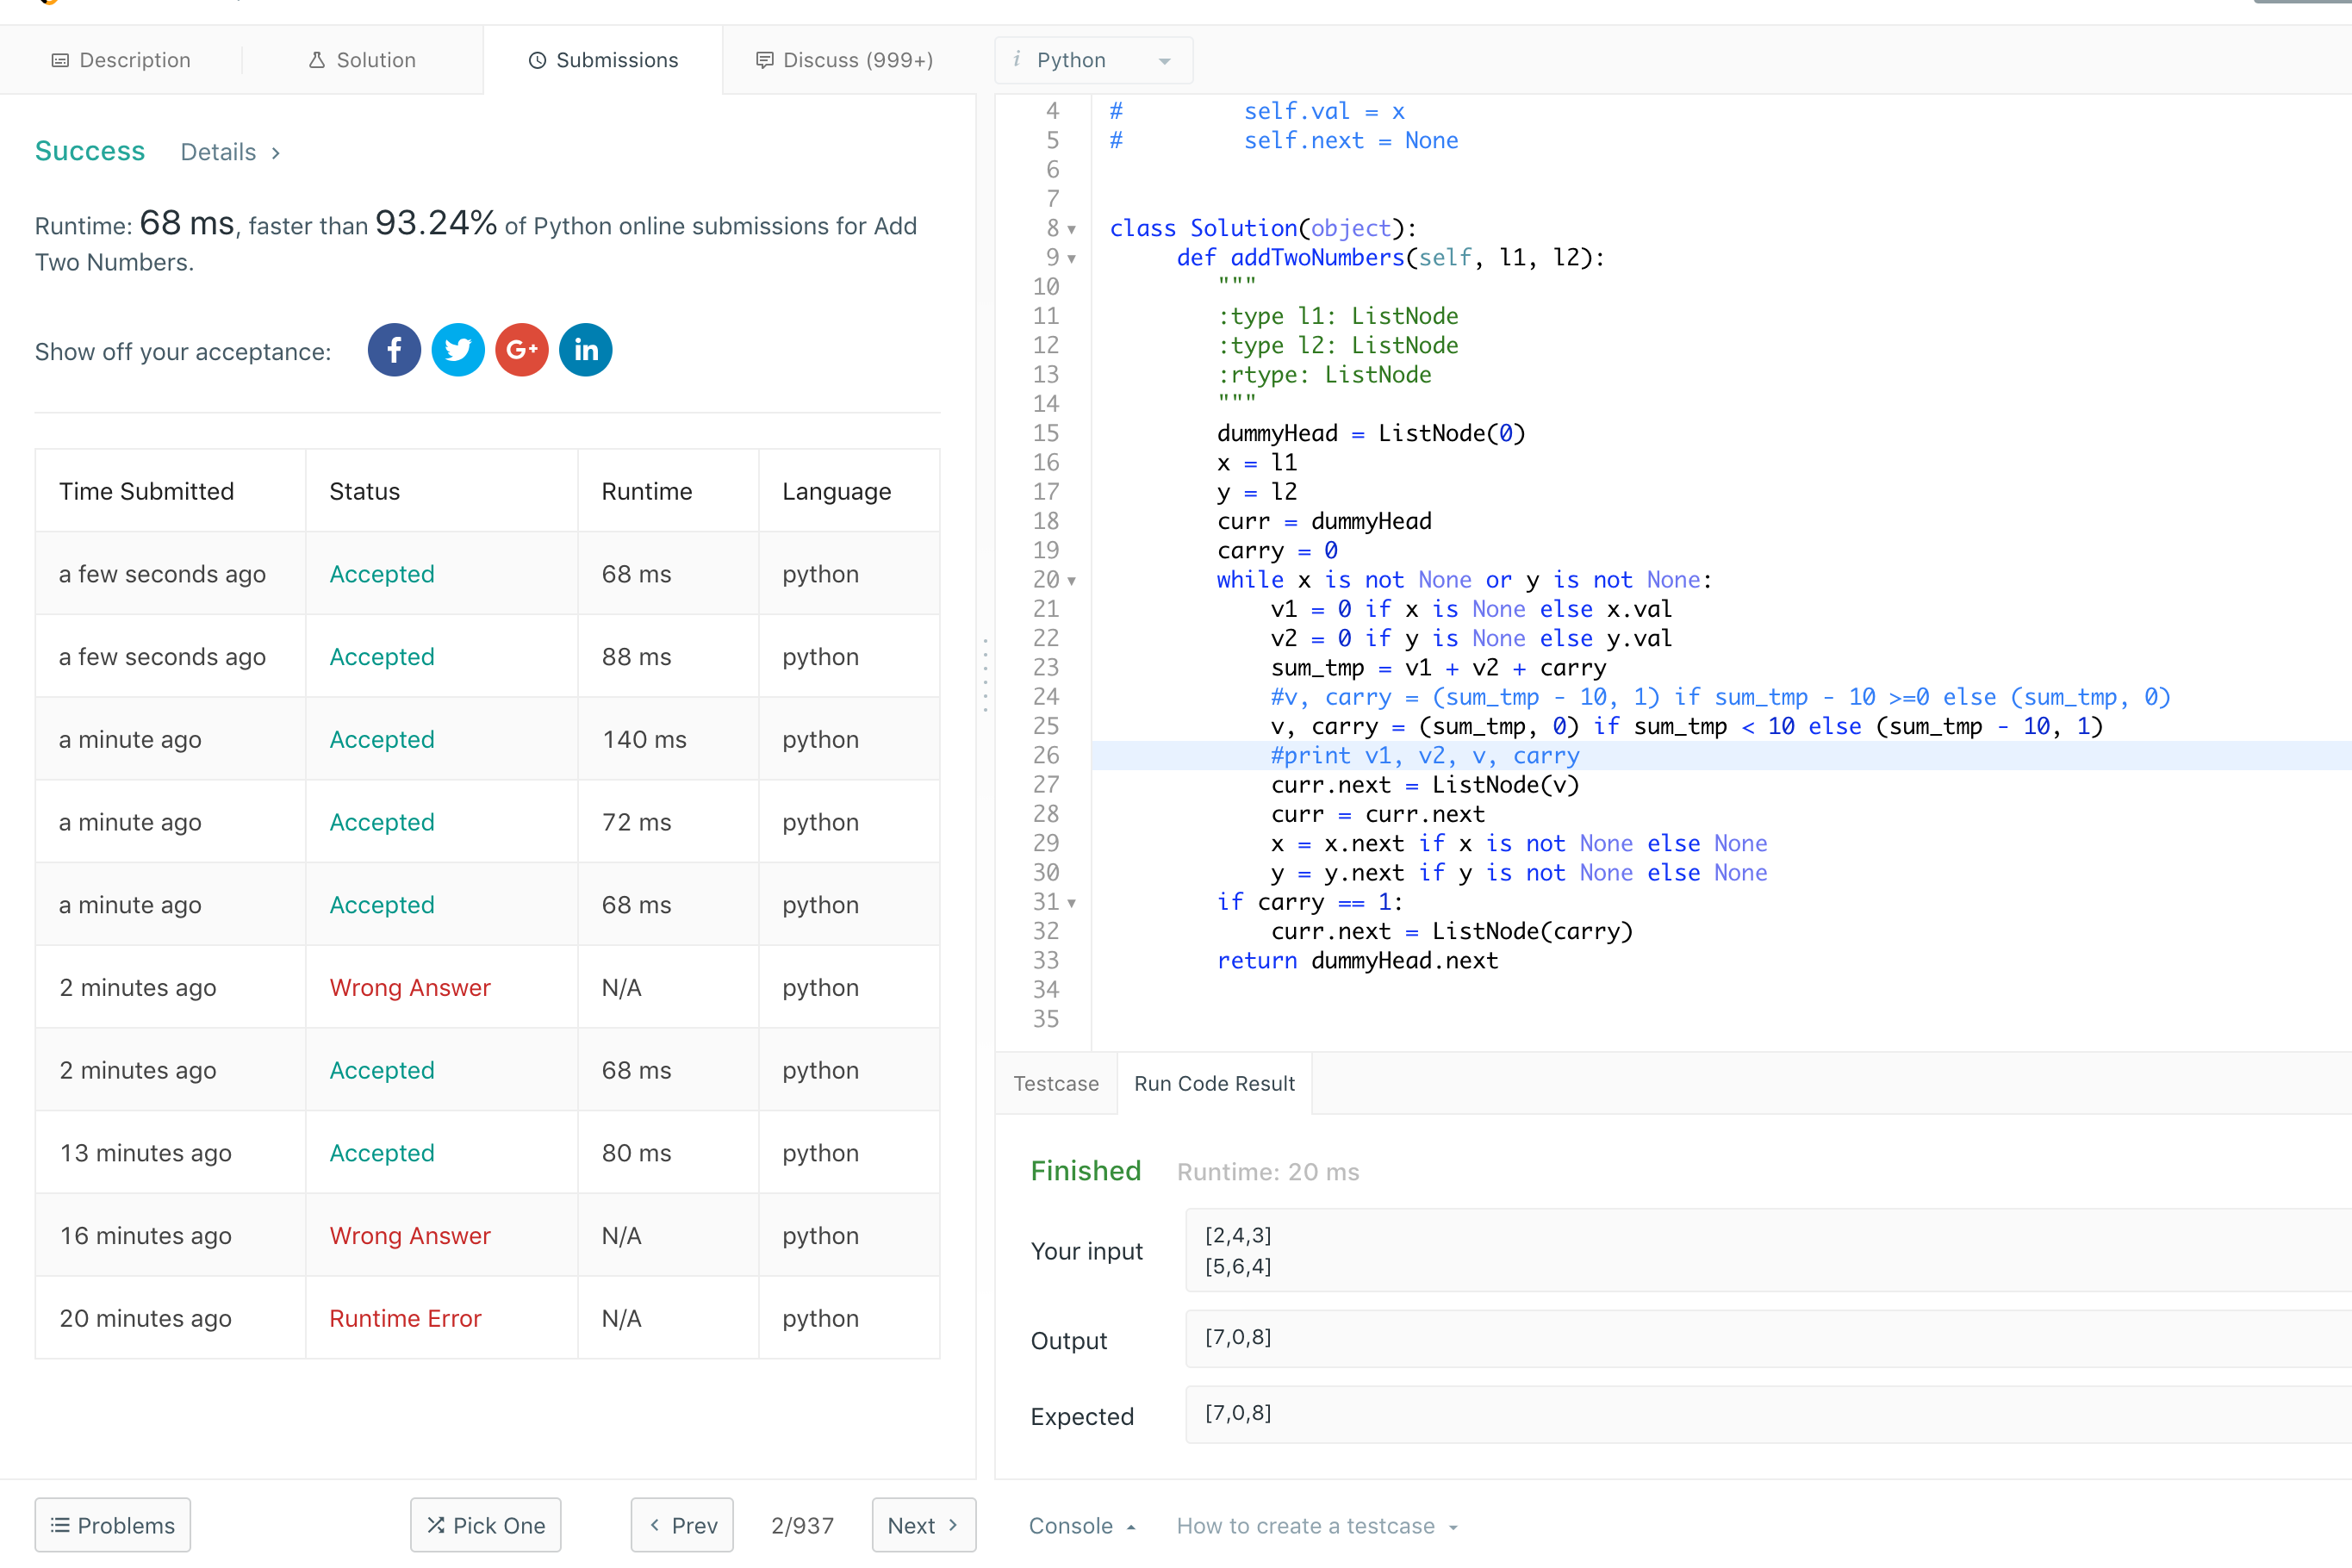 Description
Solution
Submissions
Discuss (999+)
i Python
Success Details
Runtime: 68 ms, faster than 93.24% of Python online submissions for Add
Two Numbers.
Show off your acceptance:
f
G+
in
Time Submitted Status Runtime Language
a few seconds ago Accepted 68 ms python
a few seconds ago Accepted 88 ms python
a minute ago Accepted 140 ms python
a minute ago Accepted 72 ms python
a minute ago Accepted 68 ms python
2 minutes ago Wrong Answer N/A python
2 minutes ago Accepted 68 ms python
13 minutes ago Accepted 80 ms python
16 minutes ago Wrong Answer N/A python
20 minutes ago Runtime Error N/A python
Problems
Pick One
Prev
2/937
Next
4 #         self.val = x
5 #         self.next = None
6
7
8 class Solution(object):
9     def addTwoNumbers(self, l1, l2):
10        """
11        :type l1: ListNode
12        :type l2: ListNode
13        :rtype: ListNode
14        """
15        dummyHead = ListNode(0)
16        x = l1
17        y = l2
18        curr = dummyHead
19        carry = 0
20        while x is not None or y is not None:
21            v1 = 0 if x is None else x.val
22            v2 = 0 if y is None else y.val
23            sum_tmp = v1 + v2 + carry
24            #v, carry = (sum_tmp - 10, 1) if sum_tmp - 10 >=0 else (sum_tmp, 0)
25            v, carry = (sum_tmp, 0) if sum_tmp < 10 else (sum_tmp - 10, 1)
26            #print v1, v2, v, carry
27            curr.next = ListNode(v)
28            curr = curr.next
29            x = x.next if x is not None else None
30            y = y.next if y is not None else None
31        if carry == 1:
32            curr.next = ListNode(carry)
33        return dummyHead.next
34
35
Testcase Run Code Result
Finished Runtime: 20 ms
Your input
[2,4,3]
[5,6,4]
Output [7,0,8]
Expected [7,0,8]
Console How to create a testcase